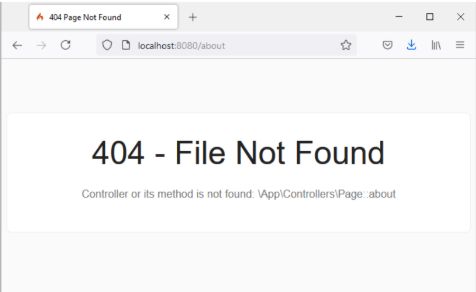 404 Page Not Found
localhost:8080/about
404 - File Not Found
Controller or its method is not found: \App\Controllers\Page::about